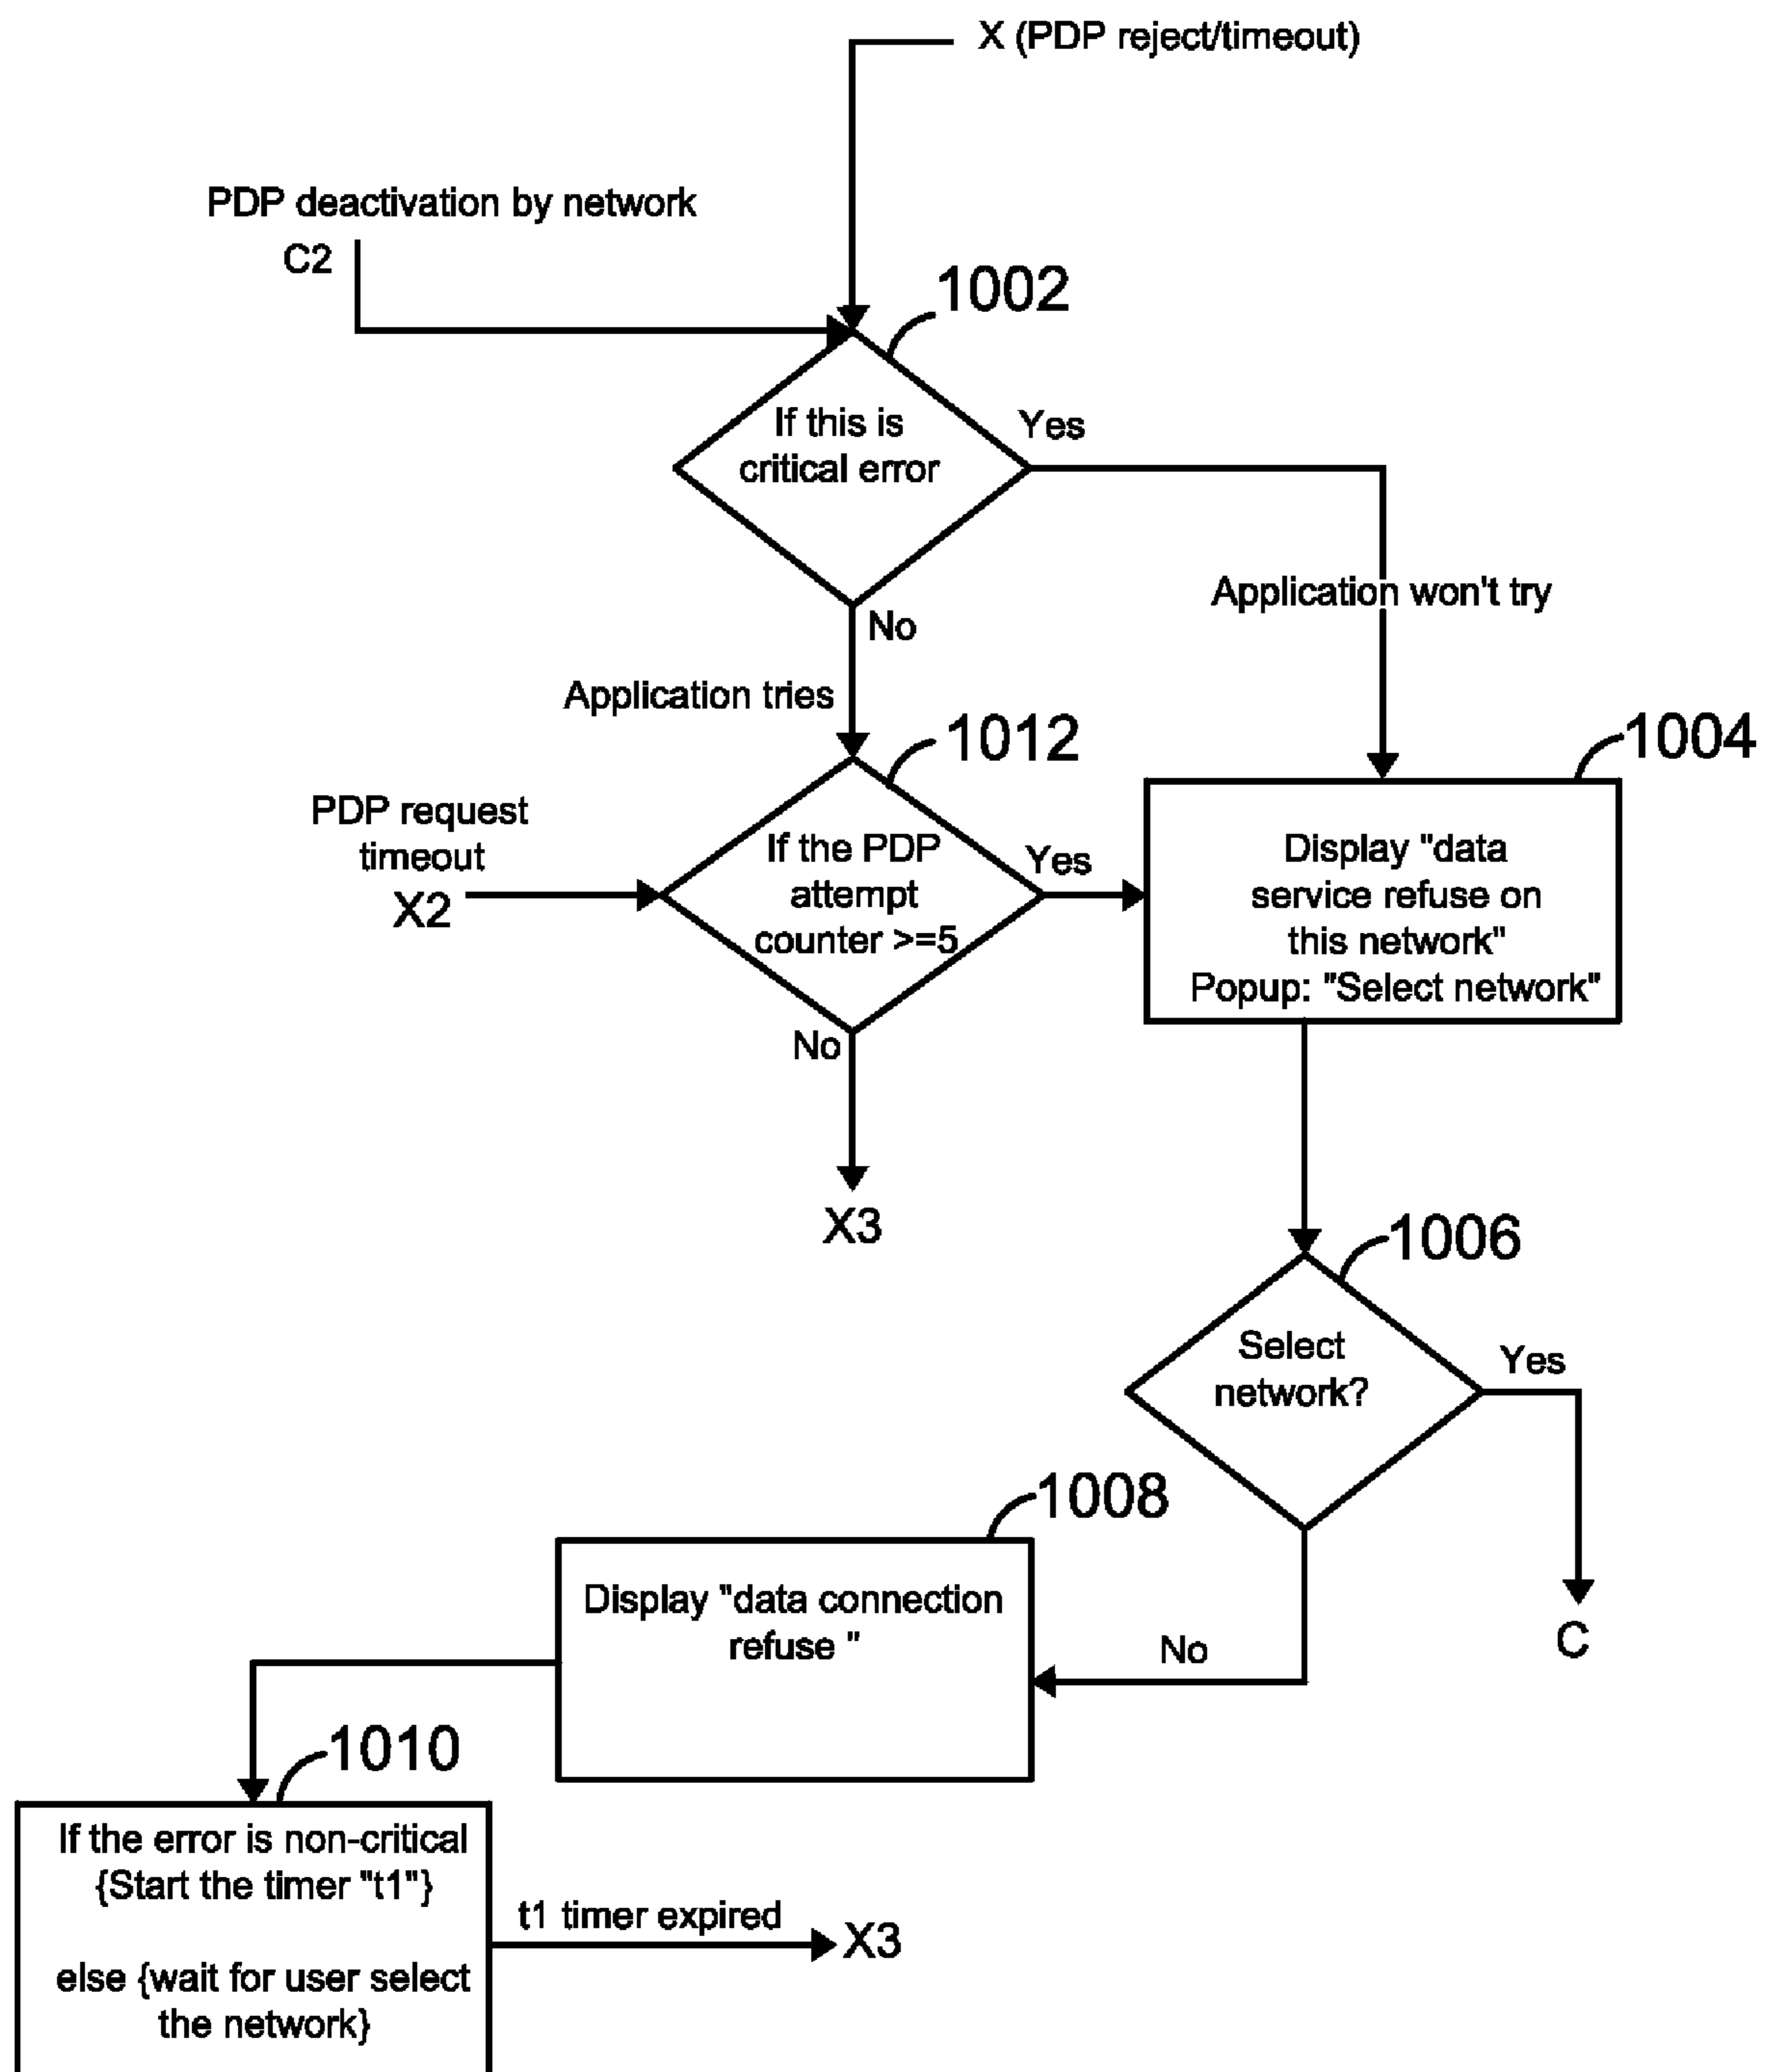 X (PDP reject/timeout)
PDP deactivation by network
C2
1002
If this is
critical error
Yes
Application won't try
No
Application tries
1012
1004
PDP request
timeout
X2
If the PDP
attempt
counter >=5
Yes
Display "data
service refuse on
this network"
Popup: "Select network"
No
X3
1006
Select
network?
Yes
C
No
1008
Display "data connection
refuse "
1010
If the error is non-critical
{Start the timer "t1"}
else {wait for user select
the network}
t1 timer expired
X3